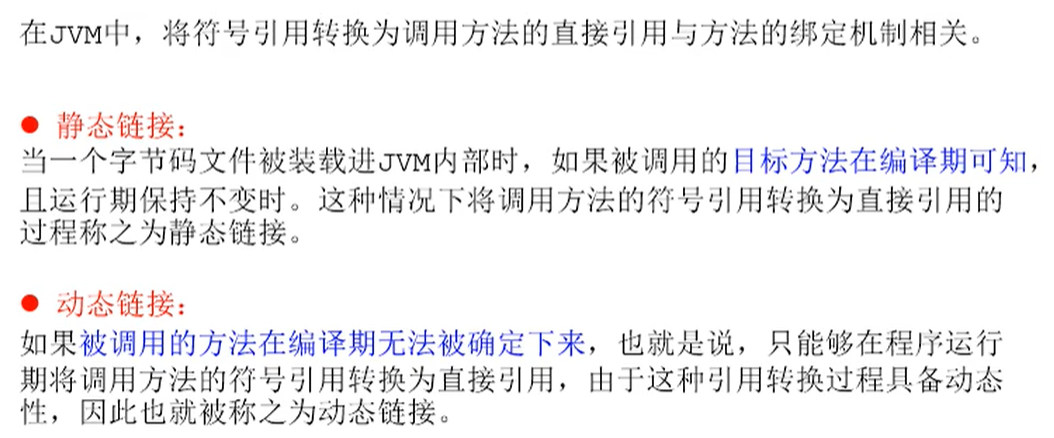 在JVM中，将符号引用转换为调用方法的直接引用与方法的绑定机制相关。
● 静态链接：
当一个字节码文件被装载进JVM内部时，如果被调用的目标方法在编译期可知，
且运行期保持不变时。这种情况下将调用方法的符号引用转换为直接引用的
过程称之为静态链接。
● 动态链接：
如果被调用的方法在编译期无法被确定下来，也就是说，只能够在程序运行
期将调用方法的符号引用转换为直接引用，由于这种引用转换过程具备动态
性，因此也就被称之为动态链接。